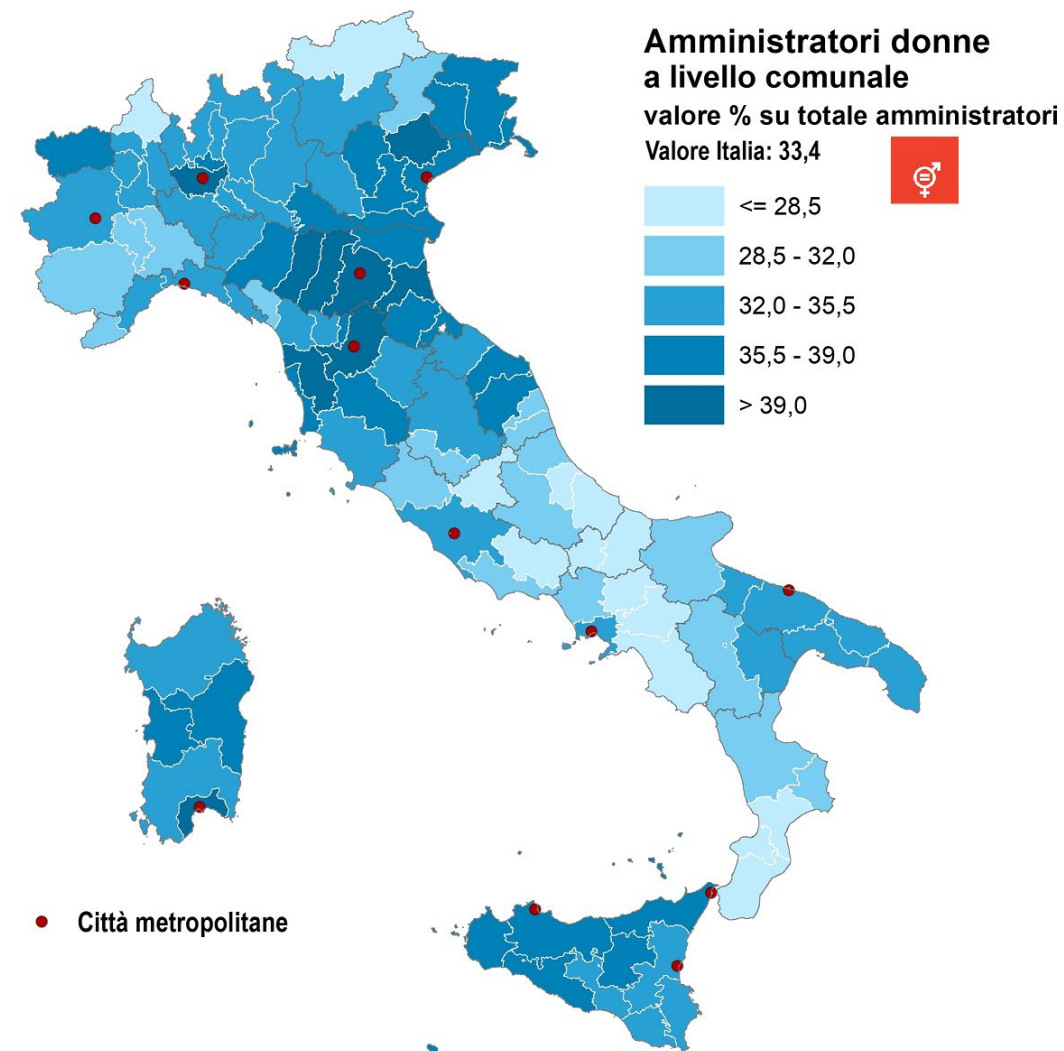 Amministratori donne
a livello comunale
valore % su totale amministratori
Valore Italia: 33,4
<= 28,5
28,5 - 32,0
32,0 - 35,5
35,5 - 39,0
> 39,0
Città metropolitane